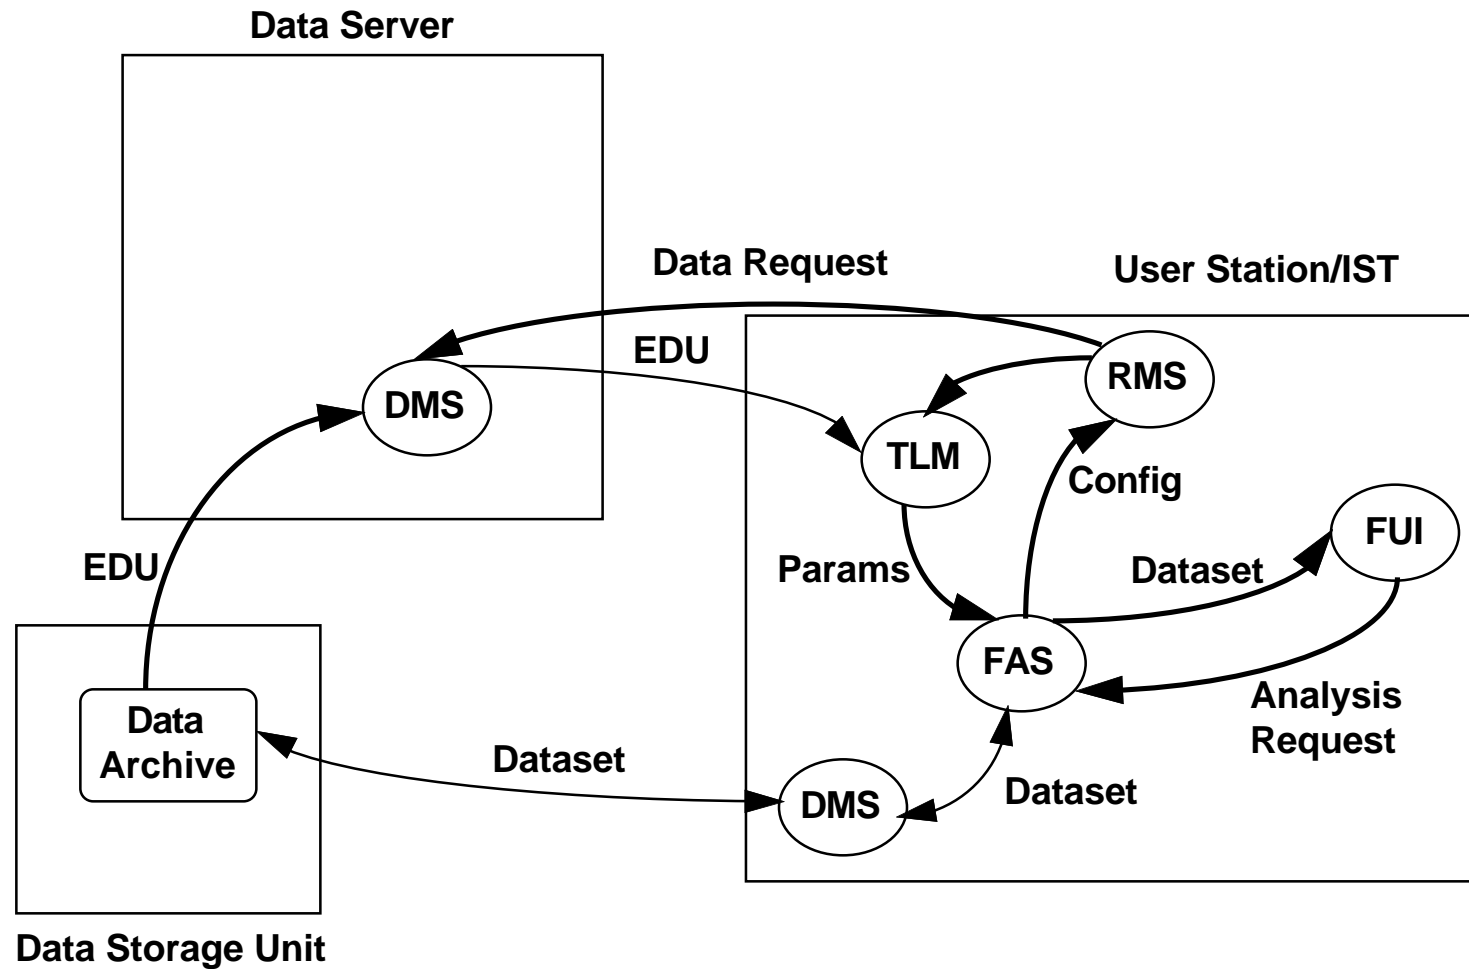 Data Server
Data Request
User Station/IST
EDU
RMS
DMS
TLM
Config
FUI
EDU
Params
Dataset
FAS
Analysis
Request
Data
Archive
Dataset
DMS
Dataset
Data Storage Unit